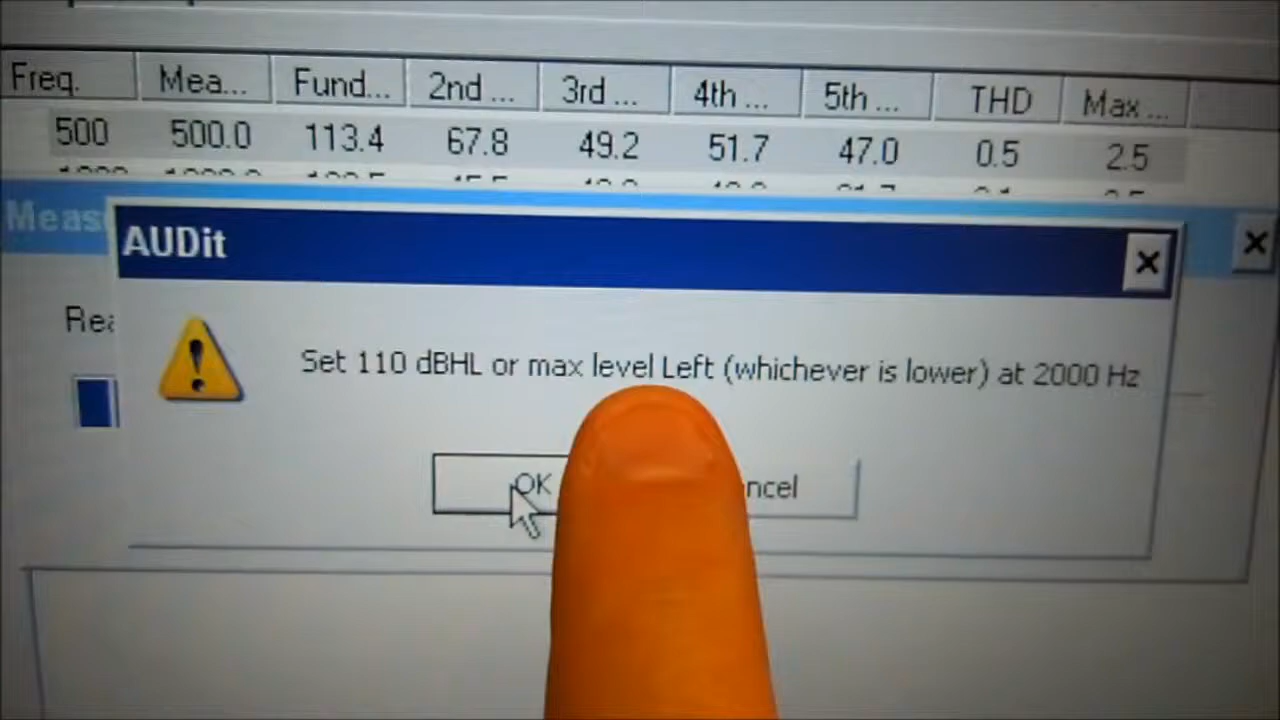 Freq. Mea... Fund... 2nd ... 3rd ... 4th ... 5th ... THD Max ...
500 500.0 113.4 67.8 49.2 51.7 47.0 0.5 2.5
AUDit
Set 110 dBHL or max level Left (whichever is lower) at 2000 Hz
OK ncel